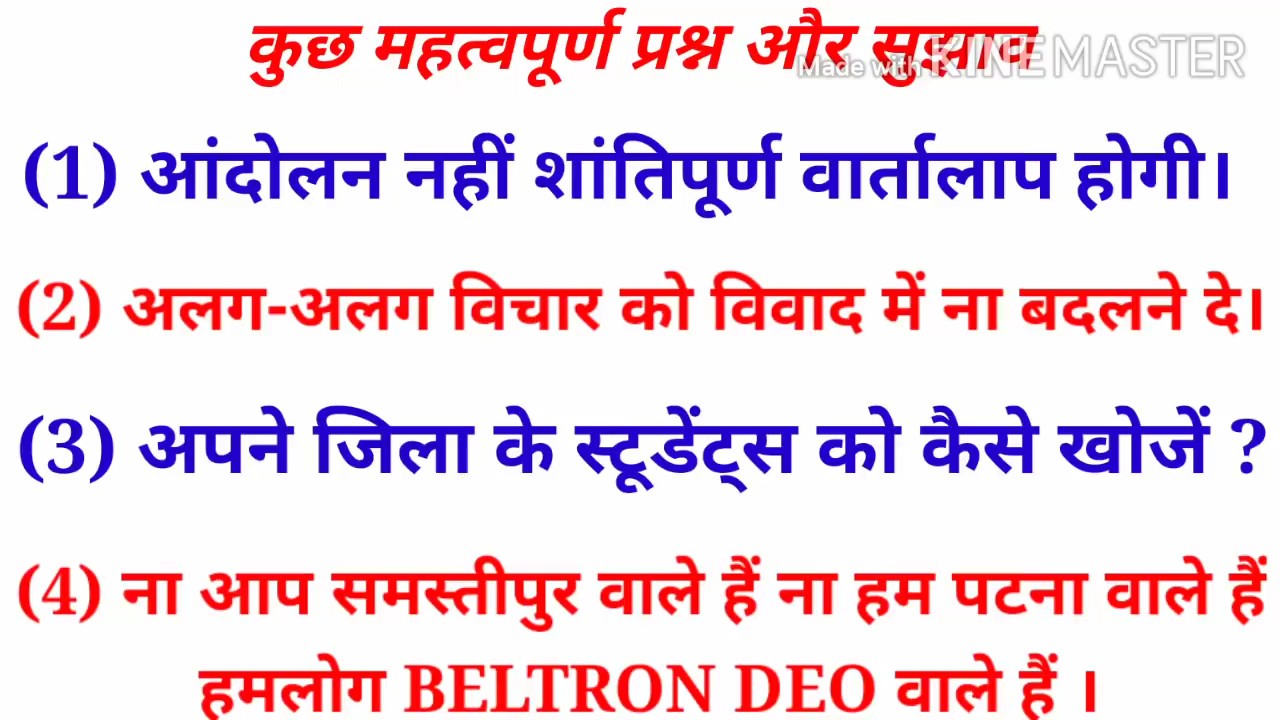 कुछ महत्वपूर्ण प्रश्न और सुझाव
Made with KINEMASTER
(1) आंदोलन नहीं शांतिपूर्ण वार्तालाप होगी।
(2) अलग-अलग विचार को विवाद में ना बदलने दे।
(3) अपने जिला के स्टूडेंट्स को कैसे खोजें ?
(4) ना आप समस्तीपुर वाले हैं ना हम पटना वाले हैं
हमलोग BELTRON DEO वाले हैं ।